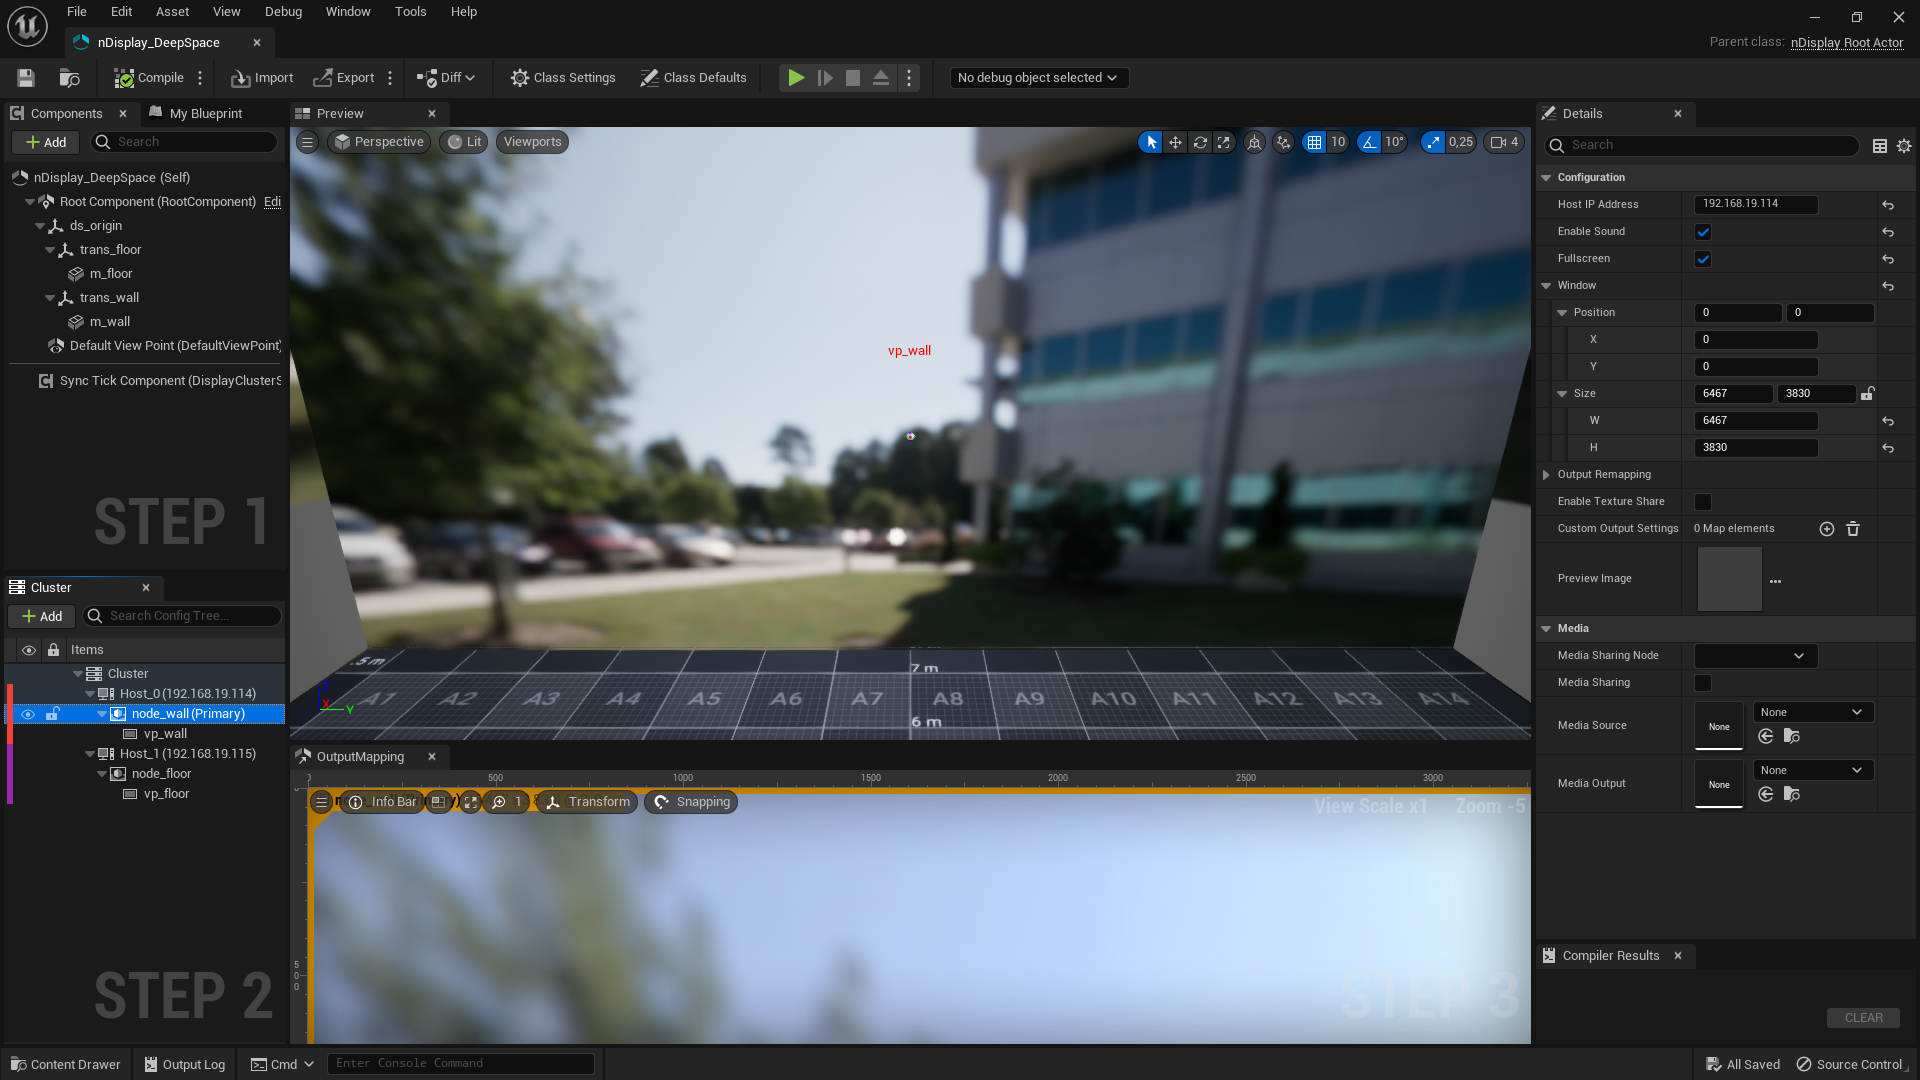 File Edit Asset View Debug Window Tools Help
nDisplay_DeepSpace
Parent class: nDisplay Root Actor
Compile Import Export Diff Class Settings Class Defaults No debug object selected
Components My Blueprint
Add Search
nDisplay_DeepSpace (Self)
Root Component (RootComponent) Edi
ds_origin
trans_floor
m_floor
trans_wall
m_wall
Default View Point (DefaultViewPoint)
Sync Tick Component (DisplayClusterS
STEP 1
Cluster
Add Search Config Tree...
Items
Cluster
Host_0 (192.168.19.114)
node_wall (Primary)
vp_wall
Host_1 (192.168.19.115)
node_floor
vp_floor
STEP 2
Preview
Perspective Lit Viewports 10 10° 0,25 4
vp_wall
.5 m 7 m
A1 A2 A3 A4 A5 A6 A7 A8 A9 A10 A11 A12 A13 A14
6 m
X Y
OutputMapping
500 1000 1500 2000 2500 3000
Info Bar 1 Transform Snapping View Scale x1 Zoom -5
500
STEP 3
Details
Search
Configuration
Host IP Address 192.168.19.114
Enable Sound
Fullscreen
Window
Position 0 0
X 0
Y 0
Size 6467 3830
W 6467
H 3830
Output Remapping
Enable Texture Share
Custom Output Settings 0 Map elements
Preview Image
Media
Media Sharing Node
Media Sharing
Media Source None None
Media Output None None
Compiler Results
CLEAR
Content Drawer Output Log Cmd Enter Console Command All Saved Source Control